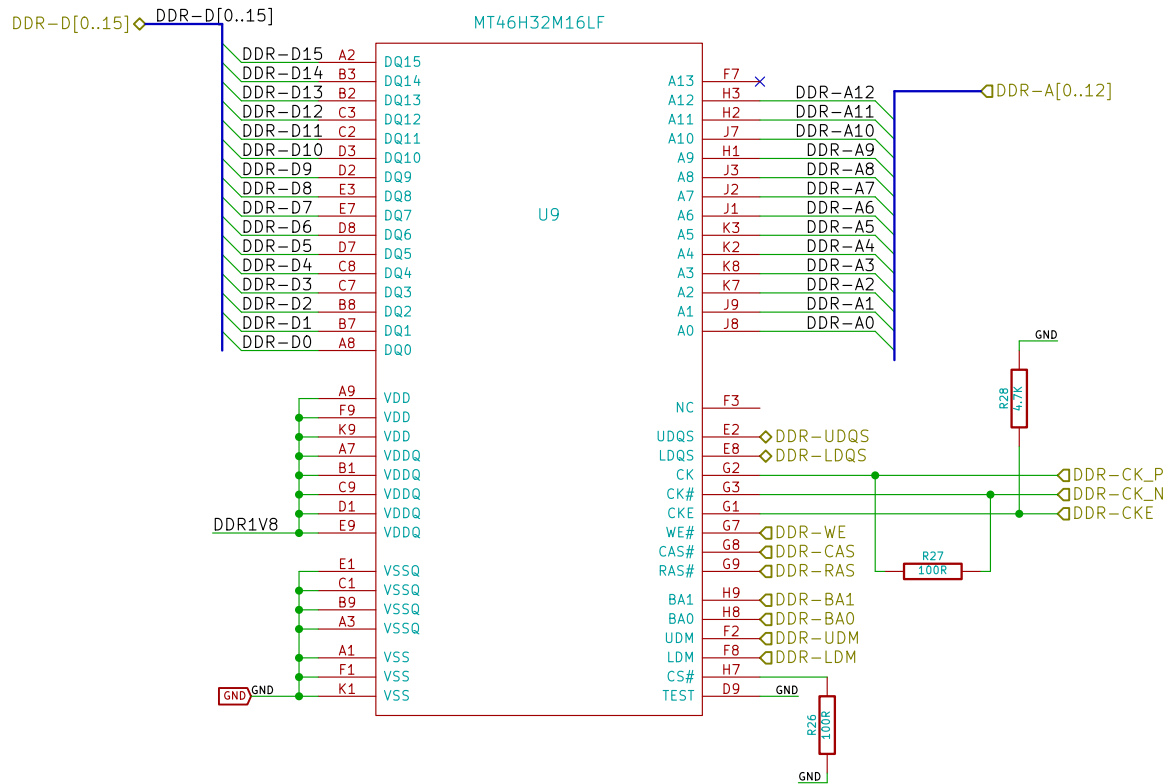 DDR-D[0..15] DDR-D[0..15] MT46H32M16LF
DDR-D15 A2 DQ15
DDR-D14 B3 DQ14
DDR-D13 B2 DQ13
DDR-D12 C3 DQ12
DDR-D11 C2 DQ11
DDR-D10 D3 DQ10
DDR-D9 D2 DQ9
DDR-D8 E3 DQ8
DDR-D7 E7 DQ7
DDR-D6 D8 DQ6
DDR-D5 D7 DQ5
DDR-D4 C8 DQ4
DDR-D3 C7 DQ3
DDR-D2 B8 DQ2
DDR-D1 B7 DQ1
DDR-D0 A8 DQ0
A9 VDD
F9 VDD
K9 VDD
A7 VDDQ
B1 VDDQ
C9 VDDQ
D1 VDDQ
DDR1V8 E9 VDDQ
E1 VSSQ
C1 VSSQ
B9 VSSQ
A3 VSSQ
A1 VSS
F1 VSS
GND GND K1 VSS
U9
A13 F7
A12 H3 DDR-A12
A11 H2 DDR-A11
A10 J7 DDR-A10
A9 H1 DDR-A9
A8 J3 DDR-A8
A7 J2 DDR-A7
A6 J1 DDR-A6
A5 K3 DDR-A5
A4 K2 DDR-A4
A3 K8 DDR-A3
A2 K7 DDR-A2
A1 J9 DDR-A1
A0 J8 DDR-A0
DDR-A[0..12]
GND
R28
4.7K
NC F3
UDQS E2 DDR-UDQS
LDQS E8 DDR-LDQS
CK G2 DDR-CK_P
CK# G3 DDR-CK_N
CKE G1 DDR-CKE
WE# G7 DDR-WE
CAS# G8 DDR-CAS
RAS# G9 DDR-RAS
R27
100R
BA1 H9 DDR-BA1
BA0 H8 DDR-BA0
UDM F2 DDR-UDM
LDM F8 DDR-LDM
CS# H7
TEST D9 GND
R26
100R
GND